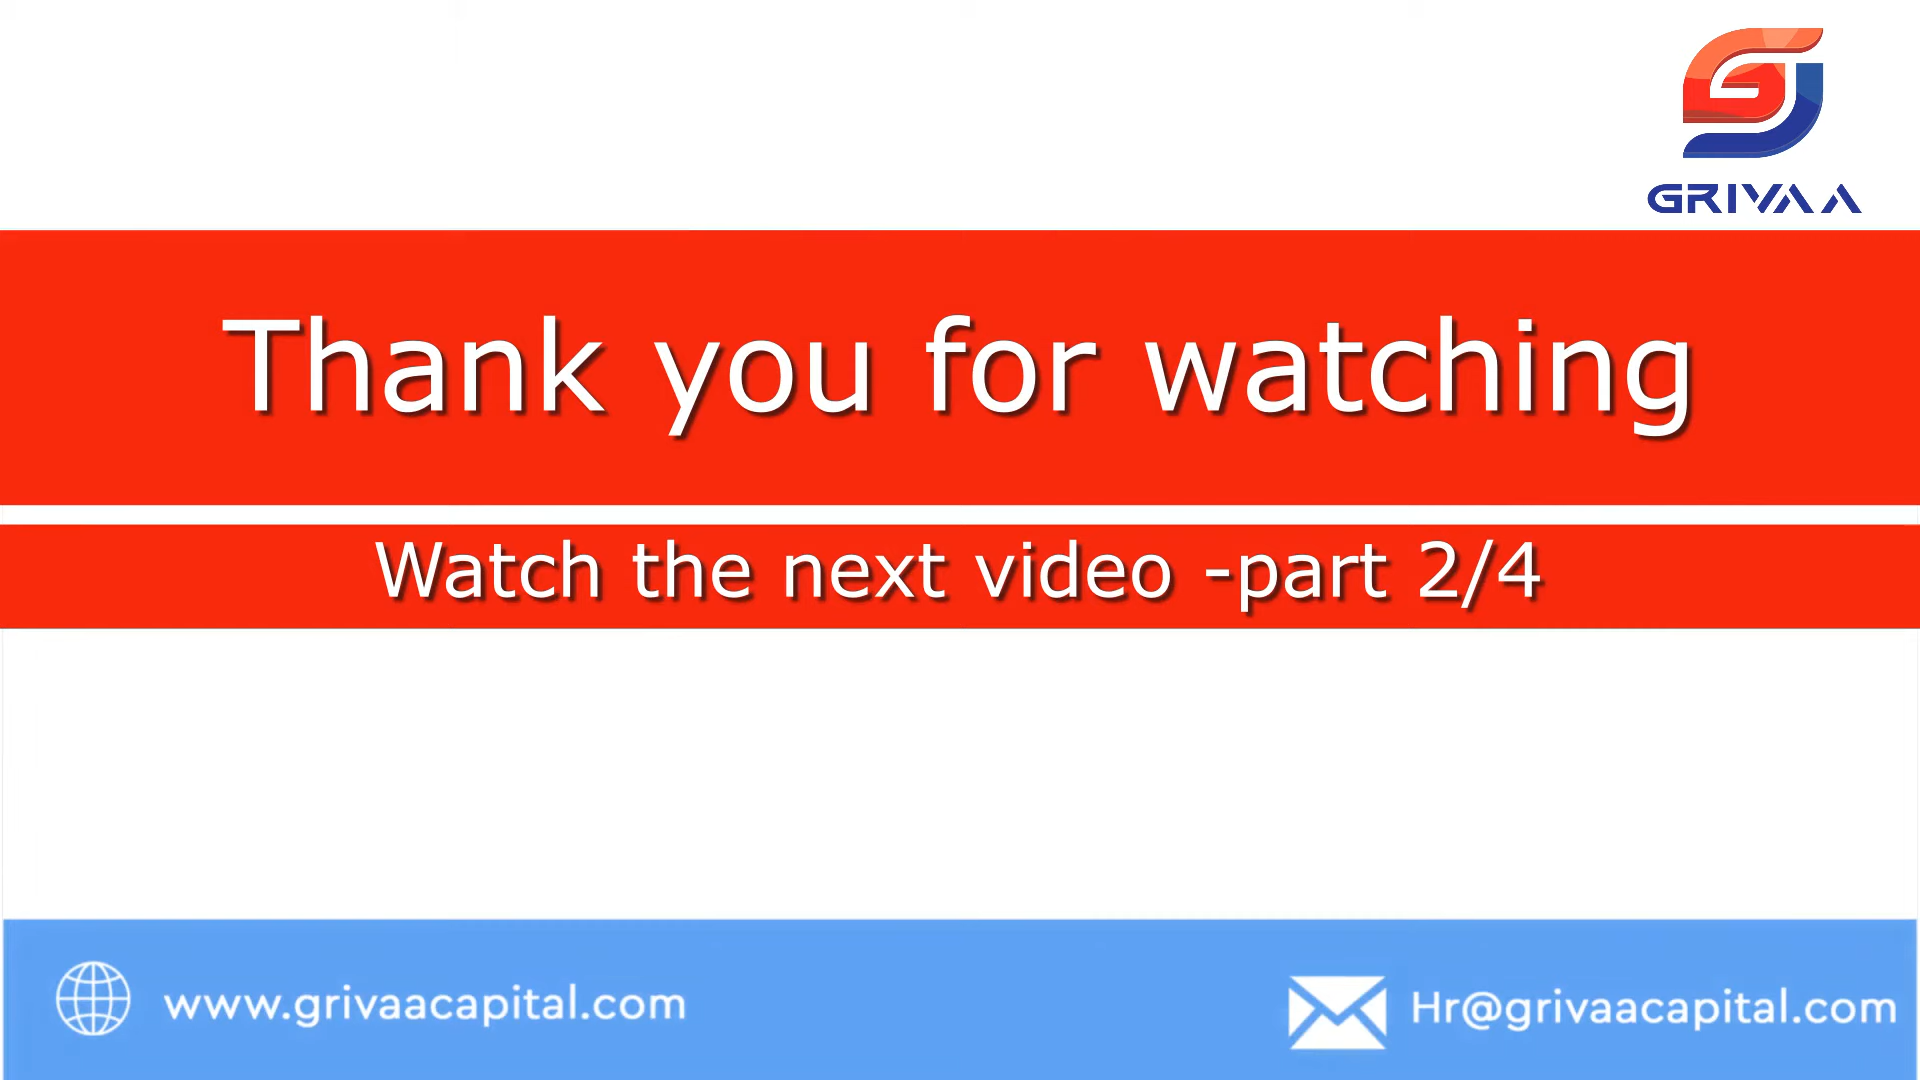 GRIVAA
Thank you for watching
Watch the next video -part 2/4
www.grivaacapital.com
Hr@grivaacapital.com